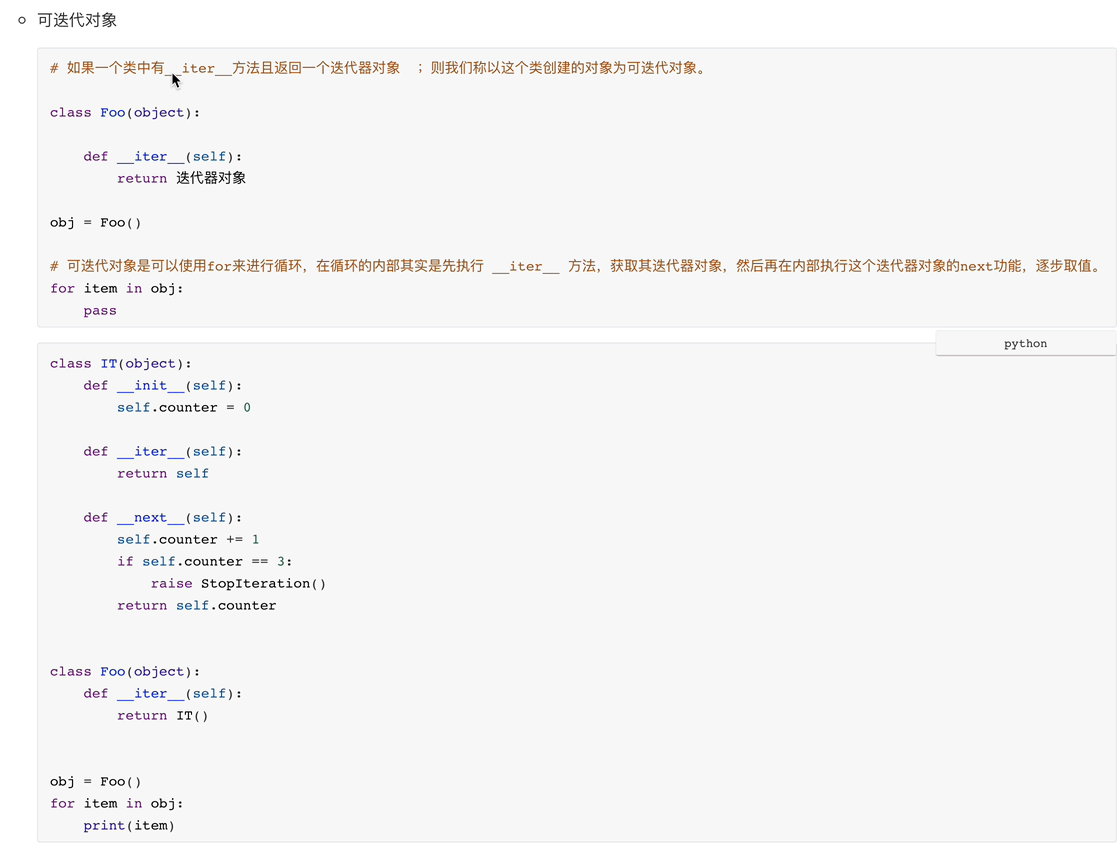 可迭代对象
# 如果一个类中有__iter__方法且返回一个迭代器对象 ；则我们称以这个类创建的对象为可迭代对象。
class Foo(object):
    def __iter__(self):
        return 迭代器对象
obj = Foo()
# 可迭代对象是可以使用for来进行循环，在循环的内部其实是先执行 __iter__ 方法，获取其迭代器对象，然后再在内部执行这个迭代器对象的next功能，逐步取值。
for item in obj:
    pass
python
class IT(object):
    def __init__(self):
        self.counter = 0
    def __iter__(self):
        return self
    def __next__(self):
        self.counter += 1
        if self.counter == 3:
            raise StopIteration()
        return self.counter
class Foo(object):
    def __iter__(self):
        return IT()
obj = Foo()
for item in obj:
    print(item)